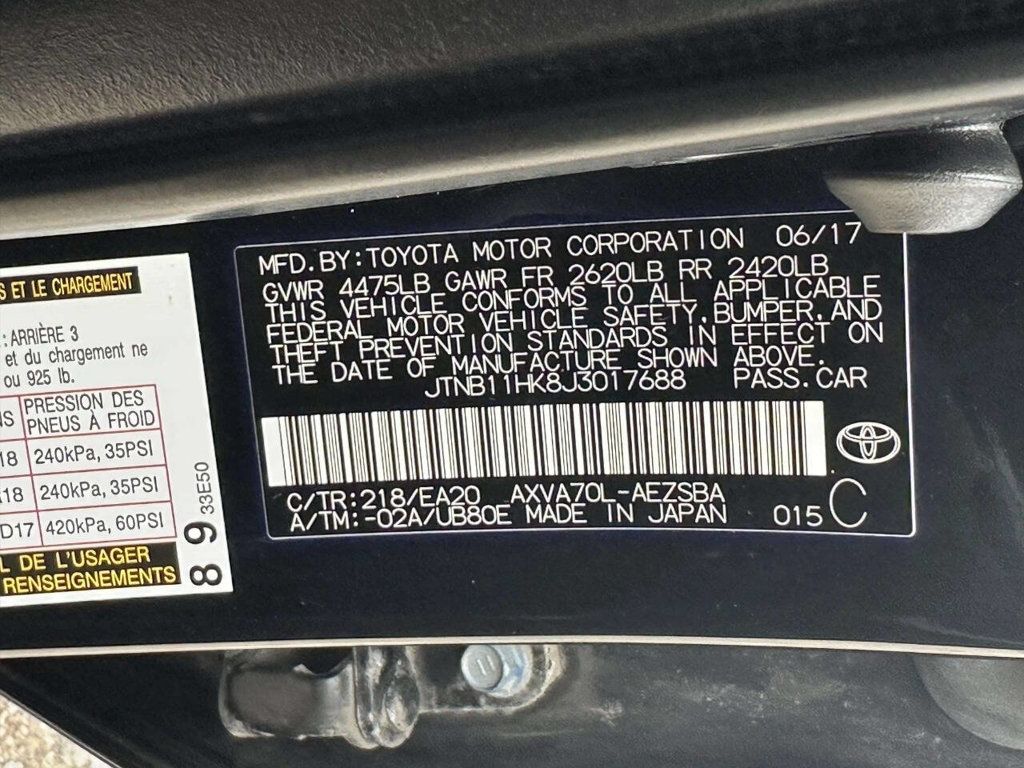 S ET LE CHARGEMENT
: ARRIÈRE 3
et du chargement ne
ou 925 lb.
NS PRESSION DES
PNEUS À FROID
18 240kPa, 35PSI
18 240kPa, 35PSI
D17 420kPa, 60PSI
L DE L'USAGER
RENSEIGNEMENTS
89
33E50
MFD.BY:TOYOTA MOTOR CORPORATION 06/17
GVWR 4475LB GAWR FR 2620LB RR 2420LB
THIS VEHICLE CONFORMS TO ALL APPLICABLE
FEDERAL MOTOR VEHICLE SAFETY,BUMPER,AND
THEFT PREVENTION STANDARDS IN EFFECT ON
THE DATE OF MANUFACTURE SHOWN ABOVE.
JTNB11HK8J3017688 PASS.CAR
C/TR:218/EA20 AXVA70L-AEZSBA
A/TM:-02A/UB80E MADE IN JAPAN 015 C